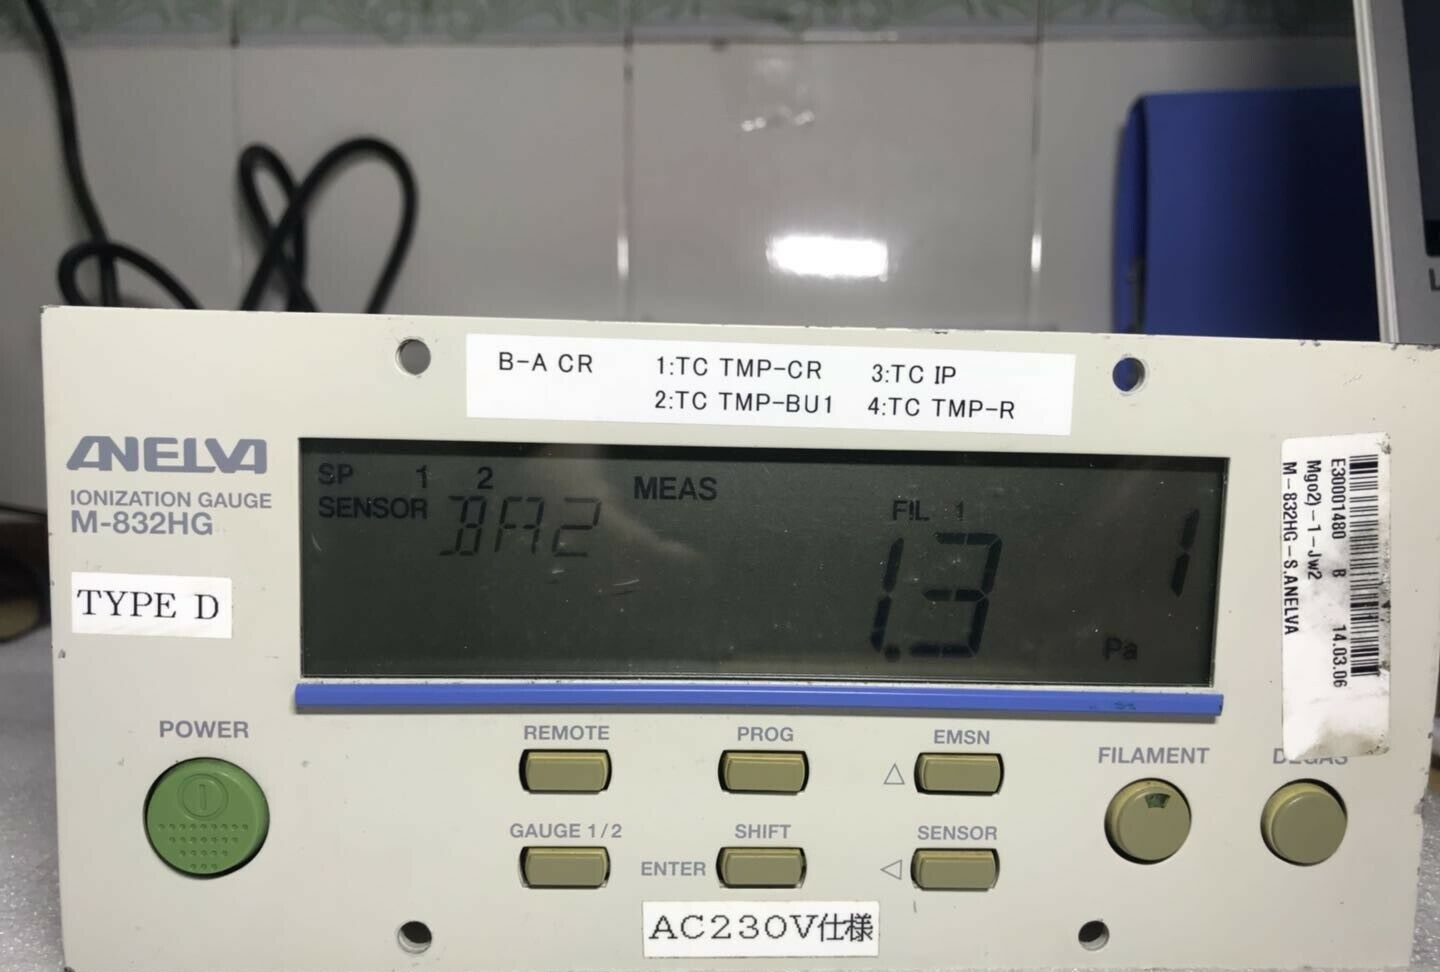 B-A CR 1:TC TMP-CR 3:TC IP
2:TC TMP-BU1 4:TC TMP-R
ANELVA
IONIZATION GAUGE
M-832HG
TYPE D
SP 1 2 MEAS
SENSOR BA2 FIL 1
1.3 1
Pa
E30001480 B 14.03.06
Mgo2)-1-Jw2
M-832HG-S.ANELVA
POWER
REMOTE PROG EMSN
FILAMENT DEGAS
GAUGE 1/2 SHIFT SENSOR
ENTER
AC230V仕様